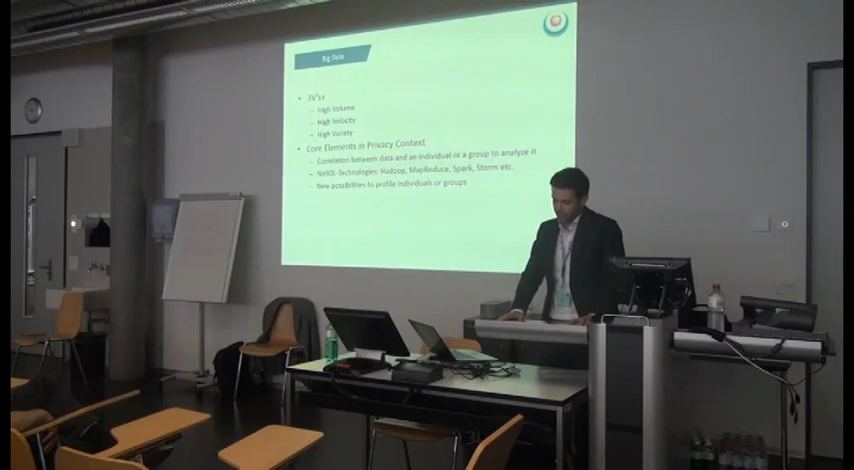 Big Data
• 3V's+
– High Volume
– High Velocity
– High Variety
• Core Elements in Privacy Context
– Correlation between data and an individual or a group to analyze it
– NoSQL-Technologies: Hadoop, MapReduce, Spark, Storm etc.
– New possibilities to profile individuals or groups